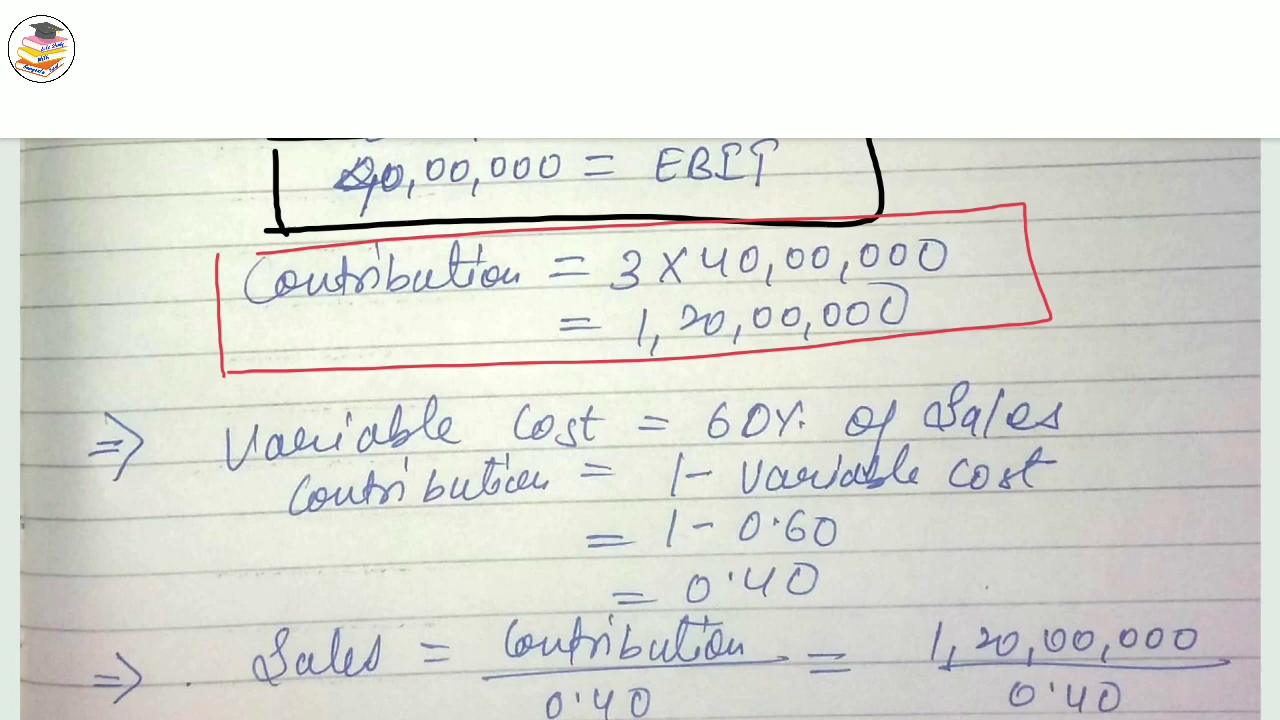 40,00,000 = EBIT
Contribution = 3 × 40,00,000
= 1,20,00,000
⇒ Variable cost = 60%. of Sales
Contribution = 1 - variable cost
= 1 - 0.60
= 0.40
⇒ . Sales = Contribution / 0.40 = 1,20,00,000 / 0.40